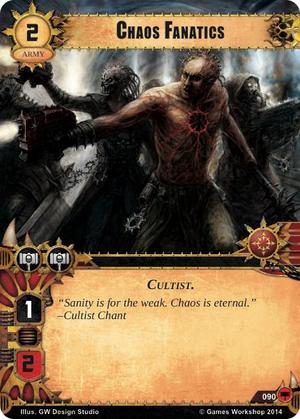 2
CHAOS FANATICS
ARMY
CULTIST.
"Sanity is for the weak. Chaos is eternal."
–Cultist Chant
1
2
090
Illus. GW Design Studio
© Games Workshop 2014